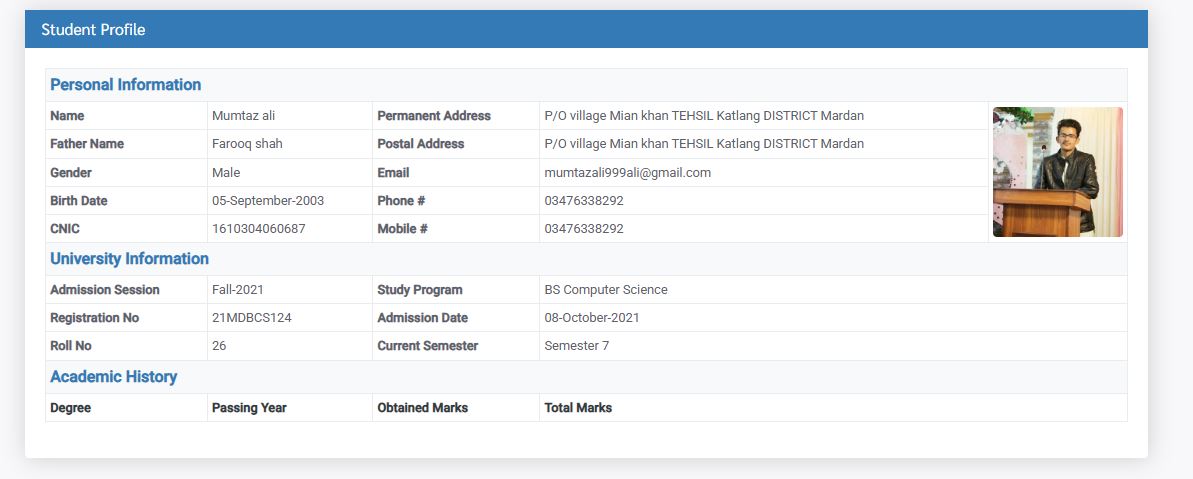 Student Profile
Personal Information
Name Mumtaz ali Permanent Address P/O village Mian khan TEHSIL Katlang DISTRICT Mardan
Father Name Farooq shah Postal Address P/O village Mian khan TEHSIL Katlang DISTRICT Mardan
Gender Male Email mumtazali999ali@gmail.com
Birth Date 05-September-2003 Phone # 03476338292
CNIC 1610304060687 Mobile # 03476338292
University Information
Admission Session Fall-2021 Study Program BS Computer Science
Registration No 21MDBCS124 Admission Date 08-October-2021
Roll No 26 Current Semester Semester 7
Academic History
Degree Passing Year Obtained Marks Total Marks